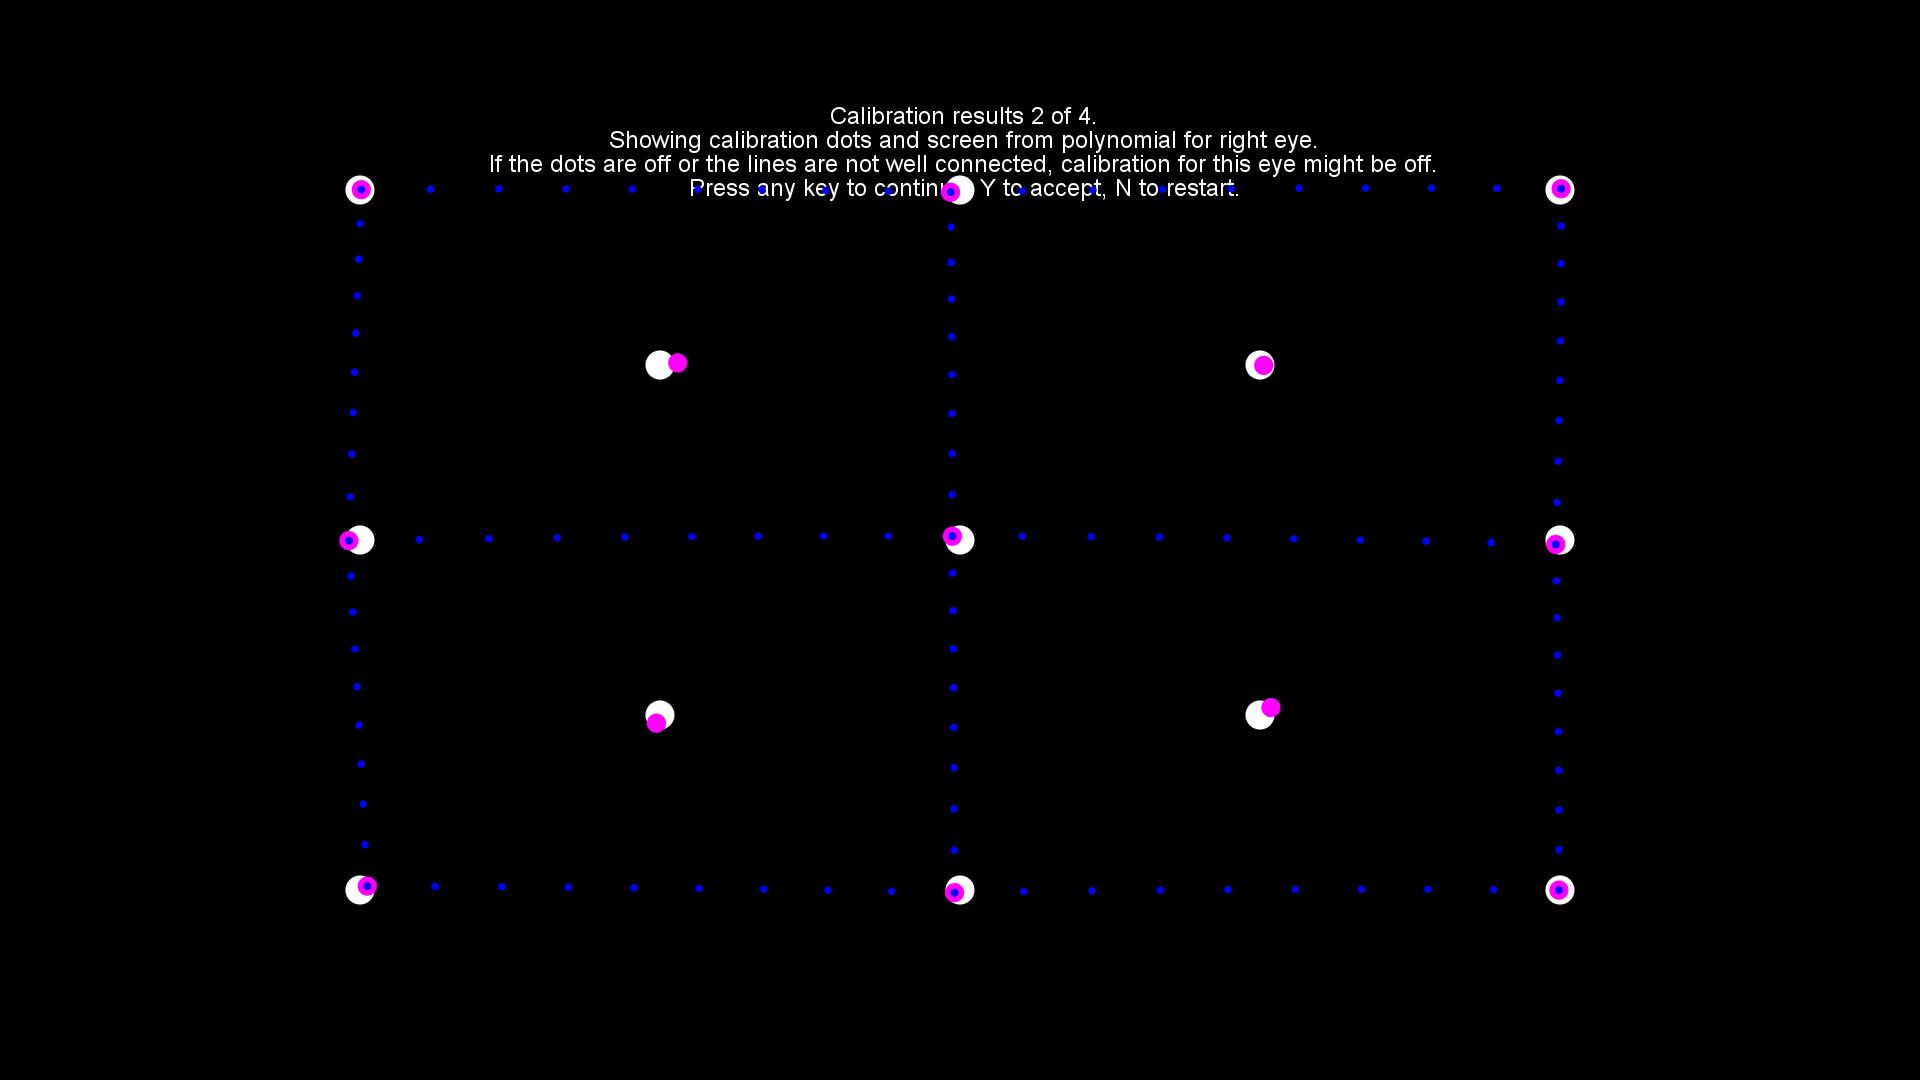 Calibration results 2 of 4.
Showing calibration dots and screen from polynomial for right eye.
If the dots are off or the lines are not well connected, calibration for this eye might be off.
Press any key to continue, Y to accept, N to restart.